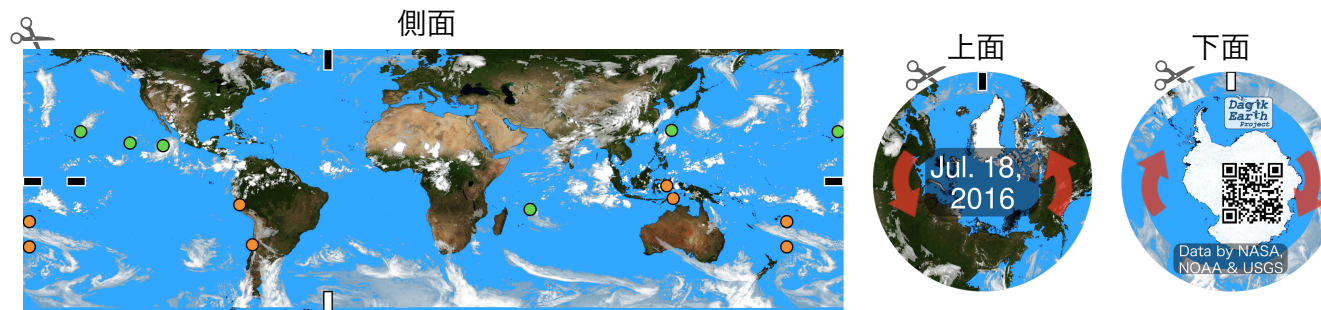 側面
上面
下面
Jul. 18,
2016
Dagik
Earth
Project
Data by NASA,
NOAA & USGS